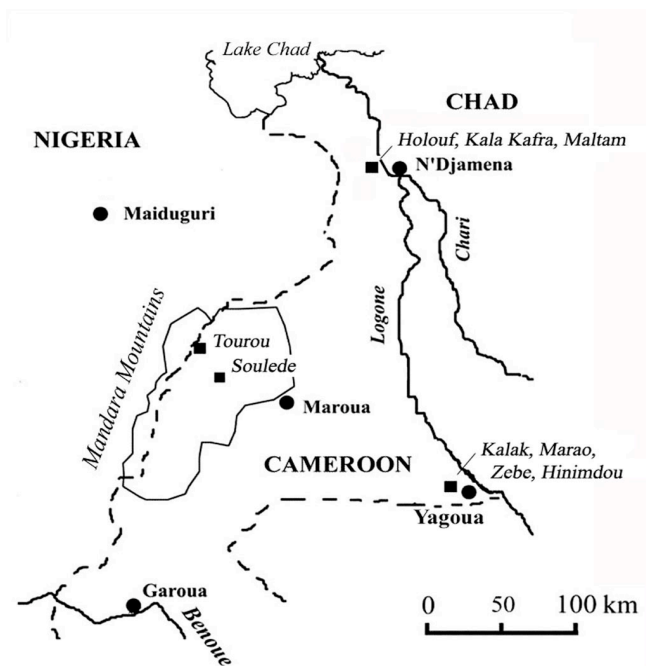 Lake Chad
CHAD
NIGERIA
Holouf, Kala Kafra, Maltam
N'Djamena
Maiduguri
Chari
Logone
Mandara Mountains
Tourou
Soulede
Maroua
CAMEROON
Kalak, Marao,
Zebe, Hinimdou
Yagoua
Garoua
Benoue
0 50 100 km